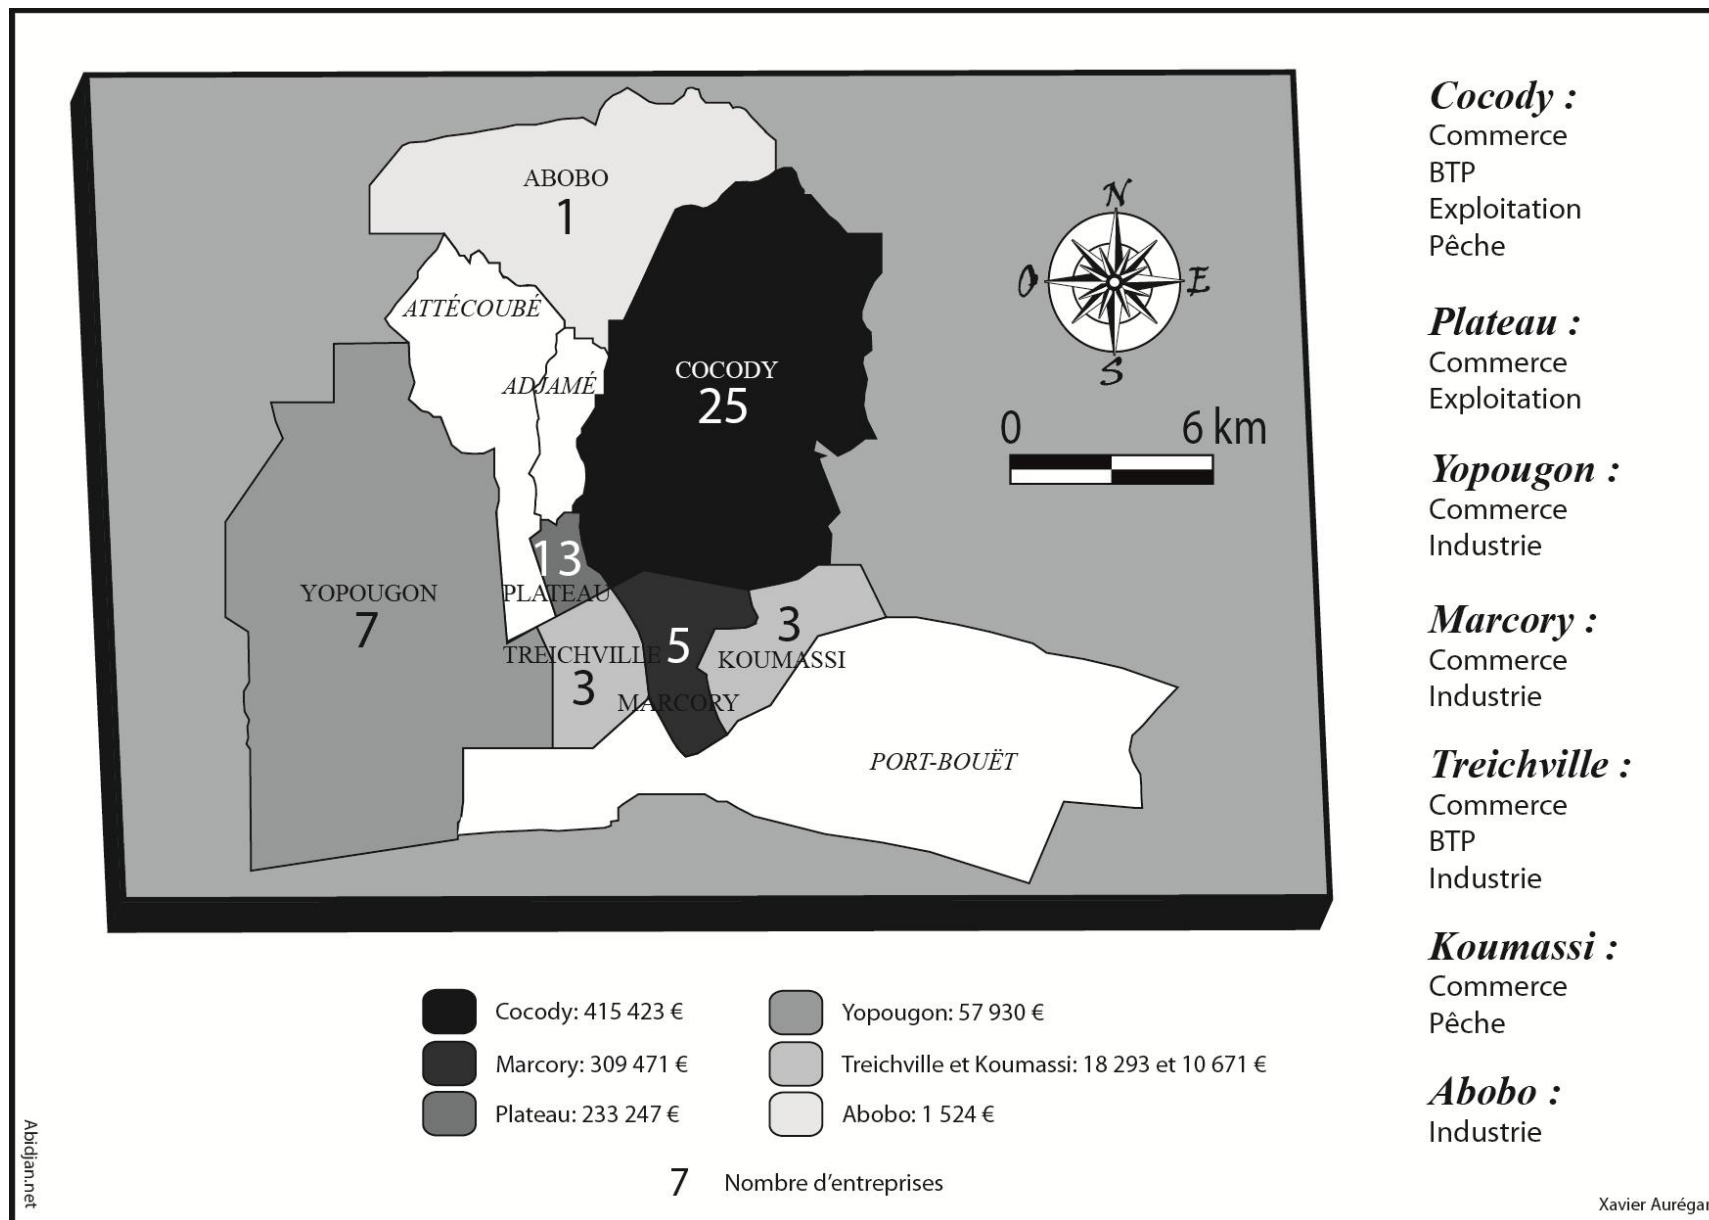 ABOBO
1
ATTÉCOUBÉ
ADJAMÉ
COCODY
25
13
PLATEAU
YOPOUGON
7
TREICHVILLE
3
5
MARCORY
3
KOUMASSI
PORT-BOUËT
N
O
E
S
0 6 km
Cocody :
Commerce
BTP
Exploitation
Pêche
Plateau :
Commerce
Exploitation
Yopougon :
Commerce
Industrie
Marcory :
Commerce
Industrie
Treichville :
Commerce
BTP
Industrie
Koumassi :
Commerce
Pêche
Abobo :
Industrie
Cocody: 415 423 €
Marcory: 309 471 €
Plateau: 233 247 €
Yopougon: 57 930 €
Treichville et Koumassi: 18 293 et 10 671 €
Abobo: 1 524 €
7 Nombre d'entreprises
Abidjan.net
Xavier Aurégan